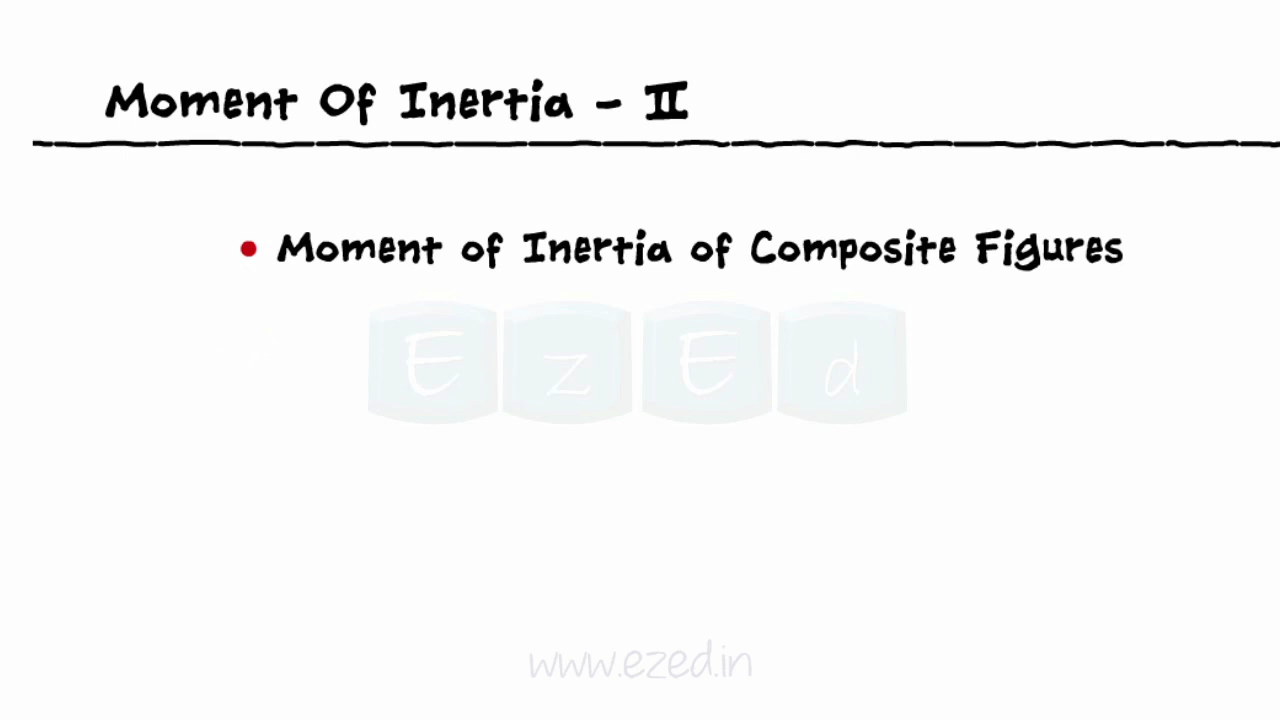 Moment Of Inertia - II
• Moment of Inertia of Composite Figures
EzEd
www.ezed.in